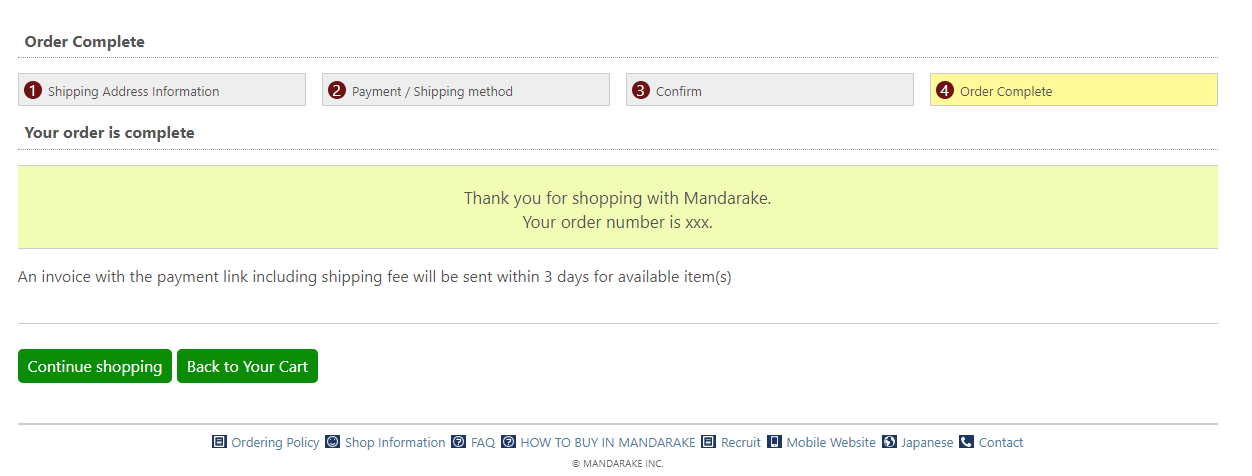 Order Complete
1 Shipping Address Information
2 Payment / Shipping method
3 Confirm
4 Order Complete
Your order is complete
Thank you for shopping with Mandarake.
Your order number is xxx.
An invoice with the payment link including shipping fee will be sent within 3 days for available item(s)
Continue shopping
Back to Your Cart
Ordering Policy Shop Information FAQ HOW TO BUY IN MANDARAKE Recruit Mobile Website Japanese Contact
© MANDARAKE INC.